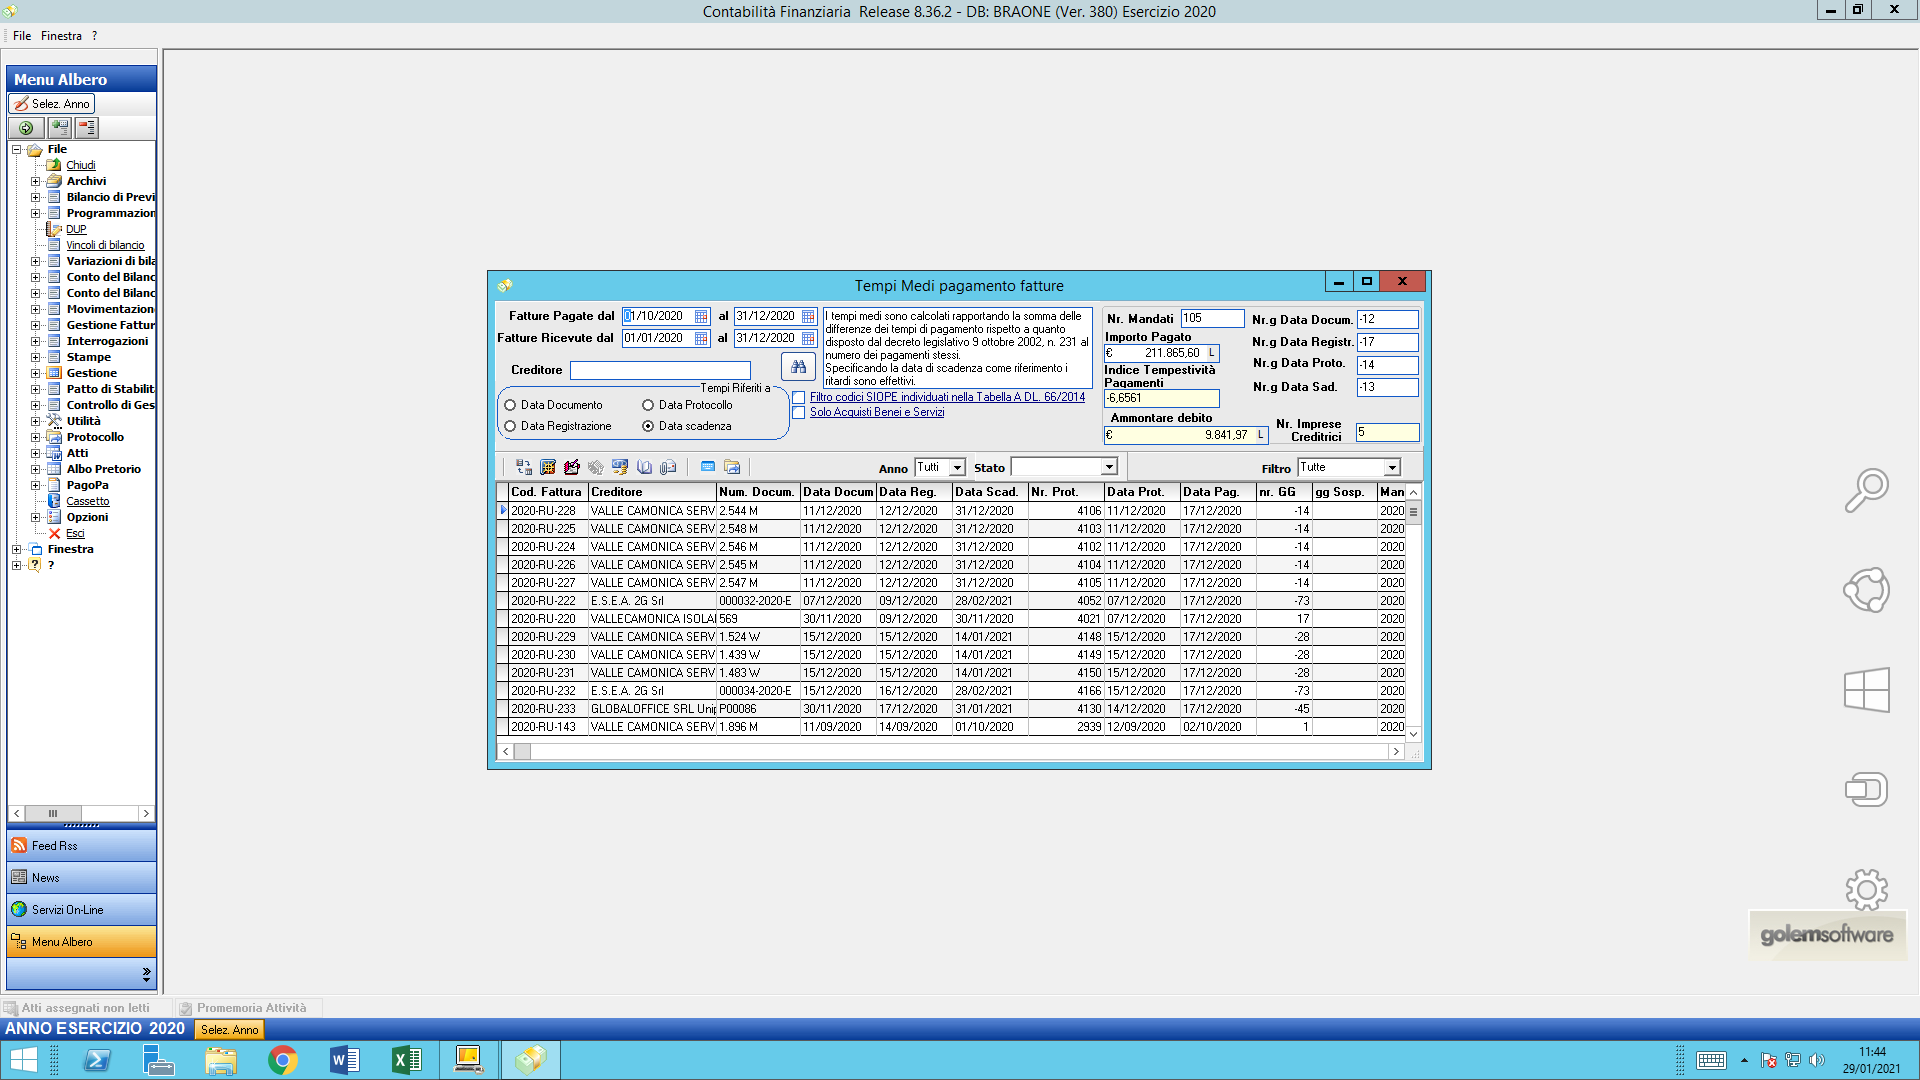 Contabilità Finanziaria  Release 8.36.2 - DB: BRAONE (Ver. 380) Esercizio 2020
File Finestra ?
Menu Albero
Selez. Anno
File
Chiudi
Archivi
Bilancio di Previ
Programmazion
DUP
Vincoli di bilancio
Variazioni di bila
Conto del Bilanc
Conto del Bilanc
Movimentazion
Gestione Fattur
Interrogazioni
Stampe
Gestione
Patto di Stabilit
Controllo di Ges
Utilità
Protocollo
Atti
Albo Pretorio
PagoPa
Cassetto
Opzioni
Esci
Finestra
?
Feed Rss
News
Servizi On-Line
Menu Albero
Tempi Medi pagamento fatture
Fatture Pagate dal 01/10/2020 al 31/12/2020
Fatture Ricevute dal 01/01/2020 al 31/12/2020
Creditore
Tempi Riferiti a
Data Documento Data Protocollo
Data Registrazione Data scadenza
I tempi medi sono calcolati rapportando la somma delle
differenze dei tempi di pagamento rispetto a quanto
disposto dal decreto legislativo 9 ottobre 2002, n. 231 al
numero dei pagamenti stessi.
Specificando la data di scadenza come riferimento i
ritardi sono effettivi.
Filtro codici SIOPE individuati nella Tabella A DL. 66/2014
Solo Acquisti Benei e Servizi
Nr. Mandati 105
Importo Pagato
€ 211.865,60 L
Indice Tempestività
Pagamenti
-6,6561
Ammontare debito
€ 9.841,97 L
Nr.g Data Docum. -12
Nr.g Data Registr. -17
Nr.g Data Proto. -14
Nr.g Data Sad. -13
Nr. Imprese
Creditrici 5
Anno Tutti Stato Filtro Tutte
Cod. Fattura Creditore Num. Docum. Data Docum Data Reg. Data Scad. Nr. Prot. Data Prot. Data Pag. nr. GG gg Sosp. Man
2020-RU-228 VALLE CAMONICA SERV 2.544 M 11/12/2020 12/12/2020 31/12/2020 4106 11/12/2020 17/12/2020 -14 2020
2020-RU-225 VALLE CAMONICA SERV 2.548 M 11/12/2020 12/12/2020 31/12/2020 4103 11/12/2020 17/12/2020 -14 2020
2020-RU-224 VALLE CAMONICA SERV 2.546 M 11/12/2020 12/12/2020 31/12/2020 4102 11/12/2020 17/12/2020 -14 2020
2020-RU-226 VALLE CAMONICA SERV 2.545 M 11/12/2020 12/12/2020 31/12/2020 4104 11/12/2020 17/12/2020 -14 2020
2020-RU-227 VALLE CAMONICA SERV 2.547 M 11/12/2020 12/12/2020 31/12/2020 4105 11/12/2020 17/12/2020 -14 2020
2020-RU-222 E.S.E.A. 2G Srl 000032-2020-E 07/12/2020 09/12/2020 28/02/2021 4052 07/12/2020 17/12/2020 -73 2020
2020-RU-220 VALLECAMONICA ISOLAI 569 30/11/2020 09/12/2020 30/11/2020 4021 07/12/2020 17/12/2020 17 2020
2020-RU-229 VALLE CAMONICA SERV 1.524 W 15/12/2020 15/12/2020 14/01/2021 4148 15/12/2020 17/12/2020 -28 2020
2020-RU-230 VALLE CAMONICA SERV 1.439 W 15/12/2020 15/12/2020 14/01/2021 4149 15/12/2020 17/12/2020 -28 2020
2020-RU-231 VALLE CAMONICA SERV 1.483 W 15/12/2020 15/12/2020 14/01/2021 4150 15/12/2020 17/12/2020 -28 2020
2020-RU-232 E.S.E.A. 2G Srl 000034-2020-E 15/12/2020 16/12/2020 28/02/2021 4166 15/12/2020 17/12/2020 -73 2020
2020-RU-233 GLOBALOFFICE SRL Unip P00086 30/11/2020 17/12/2020 31/01/2021 4130 14/12/2020 17/12/2020 -45 2020
2020-RU-143 VALLE CAMONICA SERV 1.896 M 11/09/2020 14/09/2020 01/10/2020 2939 12/09/2020 02/10/2020 1 2020
golemsoftware
Atti assegnati non letti Promemoria Attività
ANNO ESERCIZIO 2020 Selez. Anno
11:44
29/01/2021